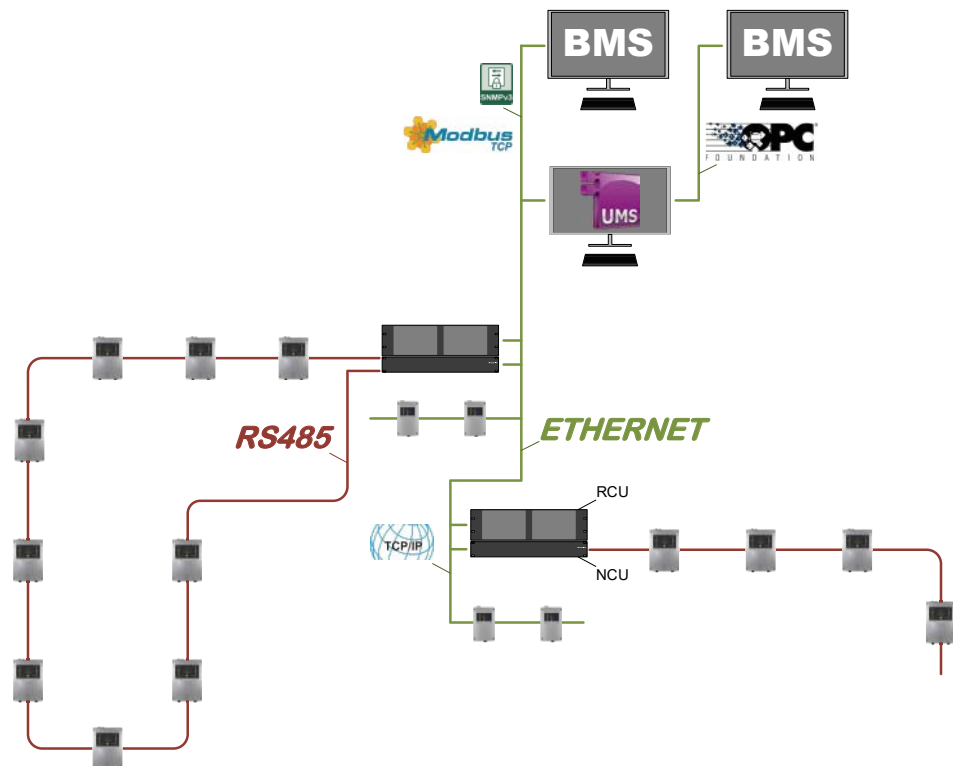 BMS
BMS
SNMPv3
Modbus
TCP
OPC
FOUNDATION
UMS
RS485
ETHERNET
RCU
TCP/IP
NCU